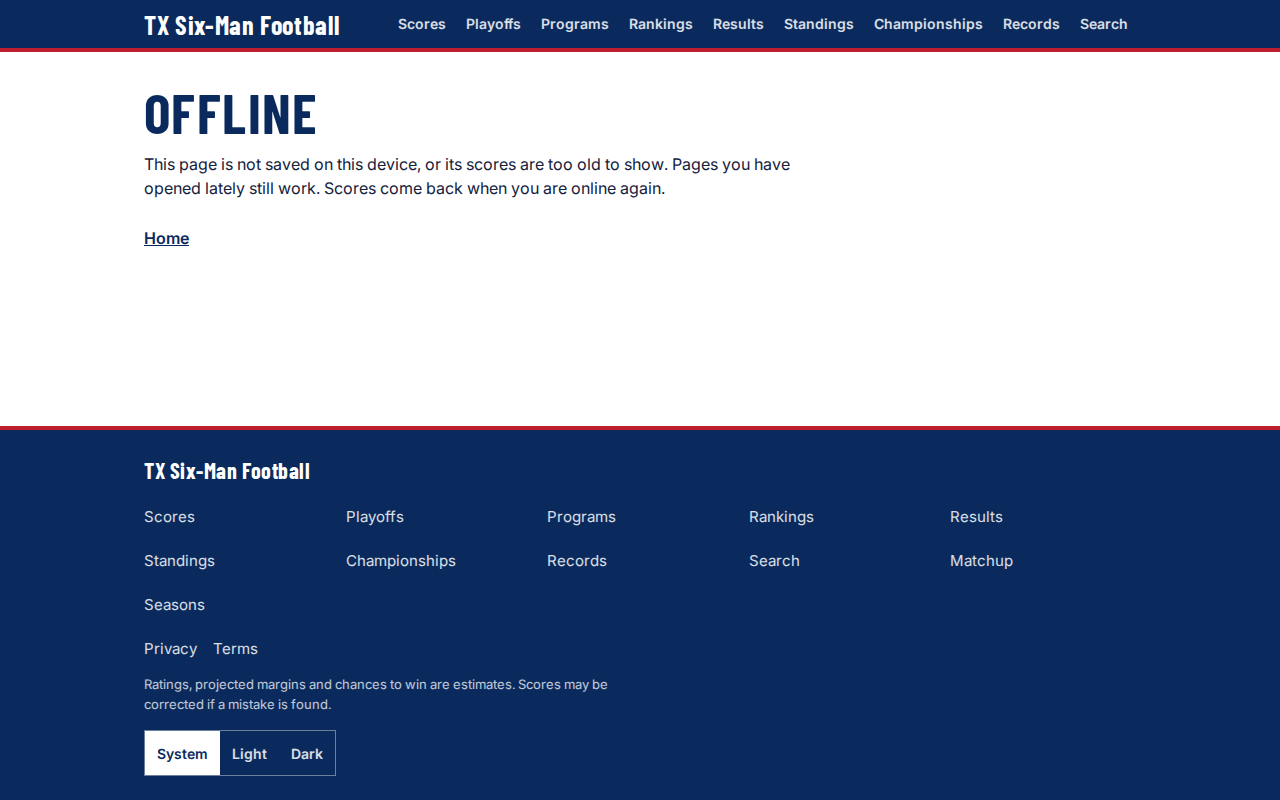 TX Six-Man Football
Scores Playoffs Programs Rankings Results Standings Championships Records Search
OFFLINE
This page is not saved on this device, or its scores are too old to show. Pages you have
opened lately still work. Scores come back when you are online again.
Home
TX Six-Man Football
Scores Playoffs Programs Rankings Results
Standings Championships Records Search Matchup
Seasons
Privacy Terms
Ratings, projected margins and chances to win are estimates. Scores may be
corrected if a mistake is found.
System Light Dark